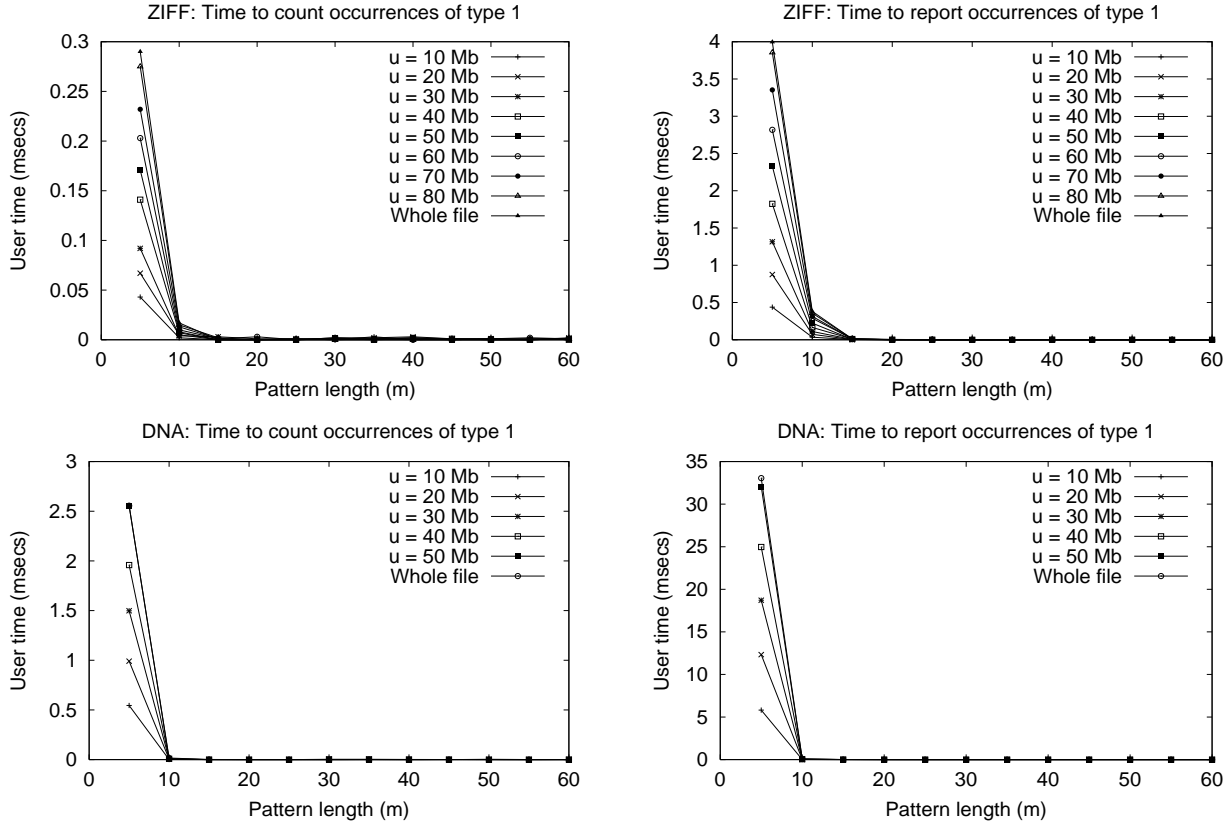 ZIFF: Time to count occurrences of type 1
0.3
0.25
0.2
0.15
0.1
0.05
0
User time (msecs)
u = 10 Mb
u = 20 Mb
u = 30 Mb
u = 40 Mb
u = 50 Mb
u = 60 Mb
u = 70 Mb
u = 80 Mb
Whole file
0 10 20 30 40 50 60
Pattern length (m)
ZIFF: Time to report occurrences of type 1
4
3.5
3
2.5
2
1.5
1
0.5
0
User time (msecs)
u = 10 Mb
u = 20 Mb
u = 30 Mb
u = 40 Mb
u = 50 Mb
u = 60 Mb
u = 70 Mb
u = 80 Mb
Whole file
0 10 20 30 40 50 60
Pattern length (m)
DNA: Time to count occurrences of type 1
3
2.5
2
1.5
1
0.5
0
User time (msecs)
u = 10 Mb
u = 20 Mb
u = 30 Mb
u = 40 Mb
u = 50 Mb
Whole file
0 10 20 30 40 50 60
Pattern length (m)
DNA: Time to report occurrences of type 1
35
30
25
20
15
10
5
0
User time (msecs)
u = 10 Mb
u = 20 Mb
u = 30 Mb
u = 40 Mb
u = 50 Mb
Whole file
0 10 20 30 40 50 60
Pattern length (m)